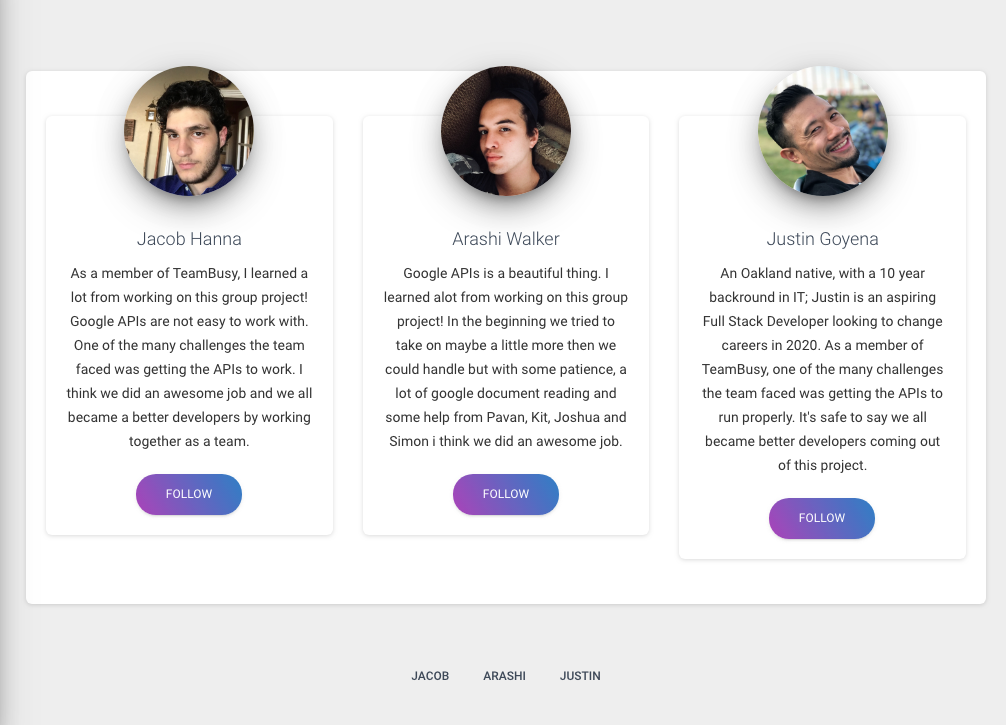 Jacob Hanna
As a member of TeamBusy, I learned a
lot from working on this group project!
Google APIs are not easy to work with.
One of the many challenges the team
faced was getting the APIs to work. I
think we did an awesome job and we all
became a better developers by working
together as a team.
FOLLOW
Arashi Walker
Google APIs is a beautiful thing. I
learned alot from working on this group
project! In the beginning we tried to
take on maybe a little more then we
could handle but with some patience, a
lot of google document reading and
some help from Pavan, Kit, Joshua and
Simon i think we did an awesome job.
FOLLOW
Justin Goyena
An Oakland native, with a 10 year
backround in IT; Justin is an aspiring
Full Stack Developer looking to change
careers in 2020. As a member of
TeamBusy, one of the many challenges
the team faced was getting the APIs to
run properly. It's safe to say we all
became better developers coming out
of this project.
FOLLOW
JACOB ARASHI JUSTIN